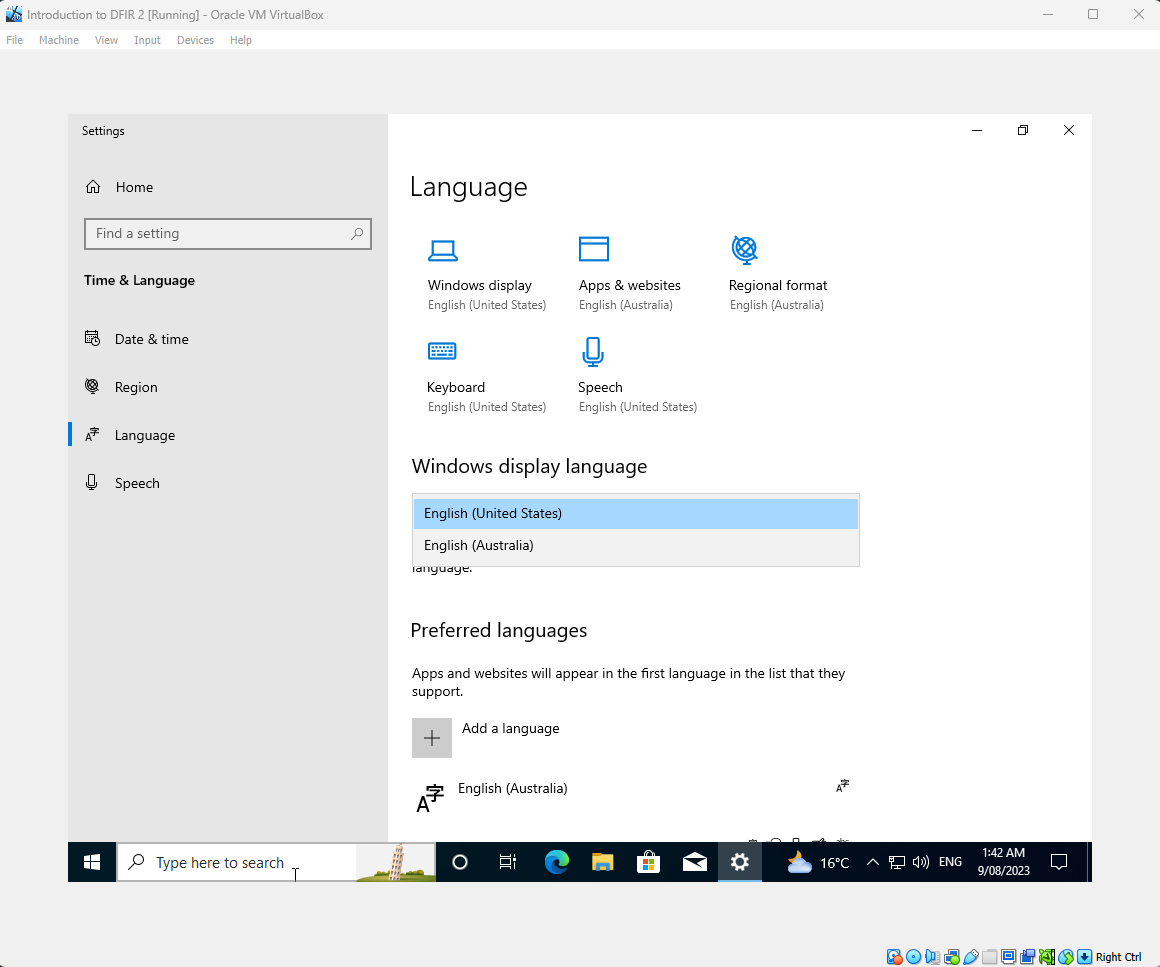 Introduction to DFIR 2 [Running] - Oracle VM VirtualBox
File Machine View Input Devices Help
Settings
Home
Find a setting
Time & Language
Date & time
Region
Language
Speech
Language
Windows display
English (United States)
Apps & websites
English (Australia)
Regional format
English (Australia)
Keyboard
English (United States)
Speech
English (United States)
Windows display language
English (United States)
English (Australia)
language.
Preferred languages
Apps and websites will appear in the first language in the list that they
support.
Add a language
English (Australia)
Type here to search
16°C
ENG
1:42 AM
9/08/2023
Right Ctrl